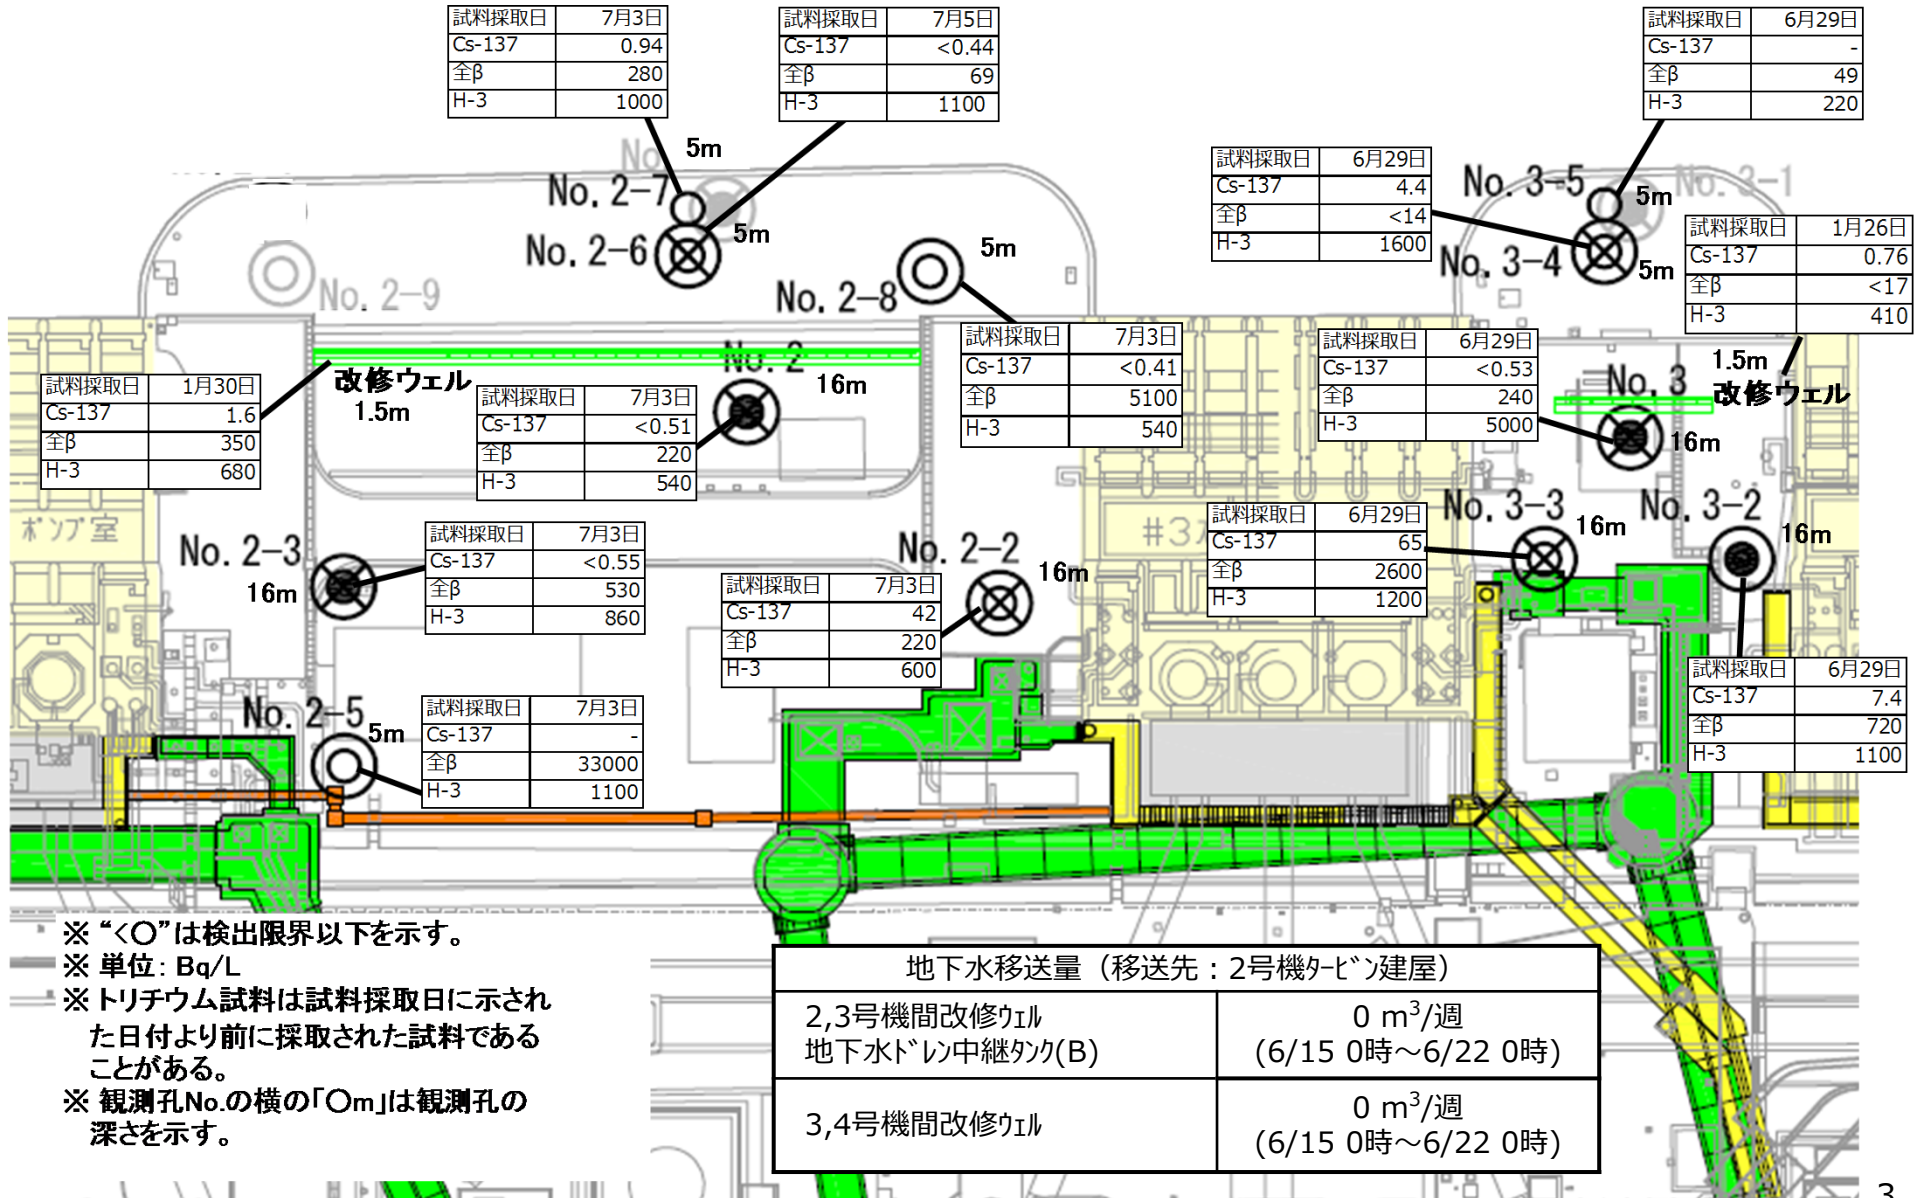 試料採取日 7月3日
Cs-137 0.94
全β 280
H-3 1000
試料採取日 7月5日
Cs-137 <0.44
全β 69
H-3 1100
試料採取日 6月29日
Cs-137 -
全β 49
H-3 220
No
5m
No. 2-7
No. 2-6
5m
No. 2-8
5m
No. 2-9
試料採取日 6月29日
Cs-137 4.4
全β <14
H-3 1600
No. 3-5
5m
No. 3-1
No. 3-4
5m
試料採取日 1月26日
Cs-137 0.76
全β <17
H-3 410
試料採取日 1月30日
Cs-137 1.6
全β 350
H-3 680
改修ウェル
1.5m
No. 2
16m
試料採取日 7月3日
Cs-137 <0.51
全β 220
H-3 540
試料採取日 7月3日
Cs-137 <0.41
全β 5100
H-3 540
試料採取日 6月29日
Cs-137 <0.53
全β 240
H-3 5000
No. 3
16m
1.5m
改修ウェル
ポンプ室
No. 2-3
16m
試料採取日 7月3日
Cs-137 <0.55
全β 530
H-3 860
No. 2-2
16m
試料採取日 7月3日
Cs-137 42
全β 220
H-3 600
#3
試料採取日 6月29日
Cs-137 65
全β 2600
H-3 1200
No. 3-3
16m
No. 3-2
16m
試料採取日 6月29日
Cs-137 7.4
全β 720
H-3 1100
No. 2-5
5m
試料採取日 7月3日
Cs-137 -
全β 33000
H-3 1100
※ “<〇”は検出限界以下を示す。
※ 単位: Bq/L
※ トリチウム試料は試料採取日に示され
た日付より前に採取された試料である
ことがある。
※ 観測孔No.の横の「〇m」は観測孔の
深さを示す。
地下水移送量（移送先：2号機ﾀｰﾋﾞﾝ建屋）
2,3号機間改修ｳｪﾙ
地下水ﾄﾞﾚﾝ中継ﾀﾝｸ(B)
0 m³/週
(6/15 0時～6/22 0時)
3,4号機間改修ｳｪﾙ
0 m³/週
(6/15 0時～6/22 0時)
3